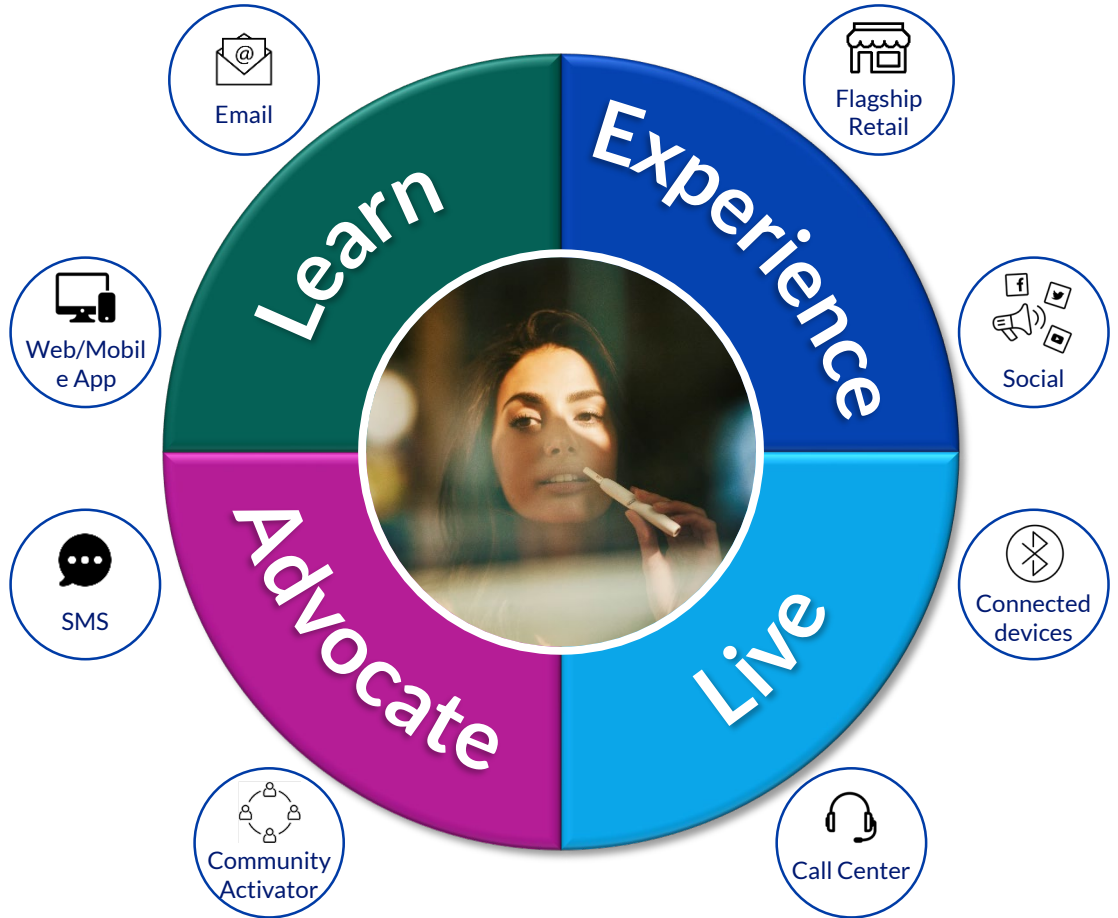 Email
Flagship
Retail
Learn
Experience
Web/Mobil
e App
Social
Advocate
Live
SMS
Connected
devices
Community
Activator
Call Center